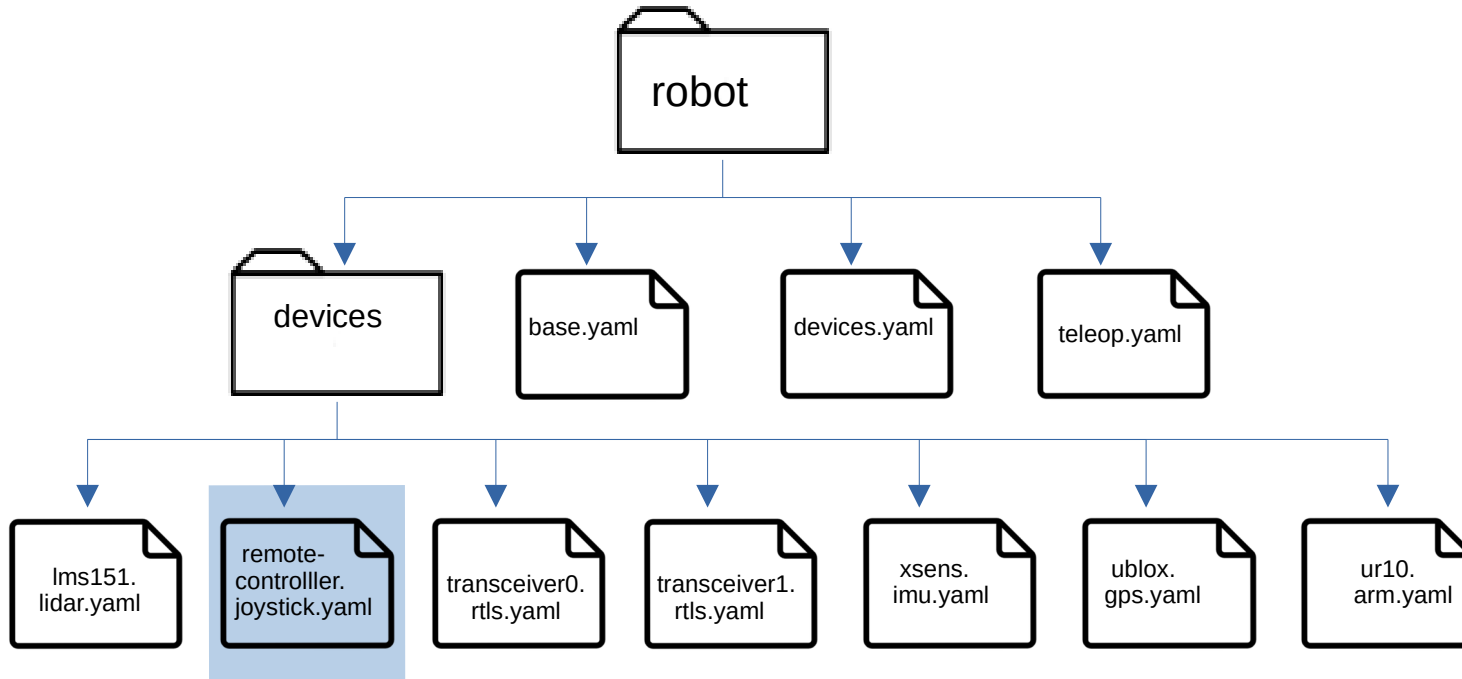 robot
devices
base.yaml
devices.yaml
teleop.yaml
lms151.
lidar.yaml
remote-
controlller.
joystick.yaml
transceiver0.
rtls.yaml
transceiver1.
rtls.yaml
xsens.
imu.yaml
ublox.
gps.yaml
ur10.
arm.yaml